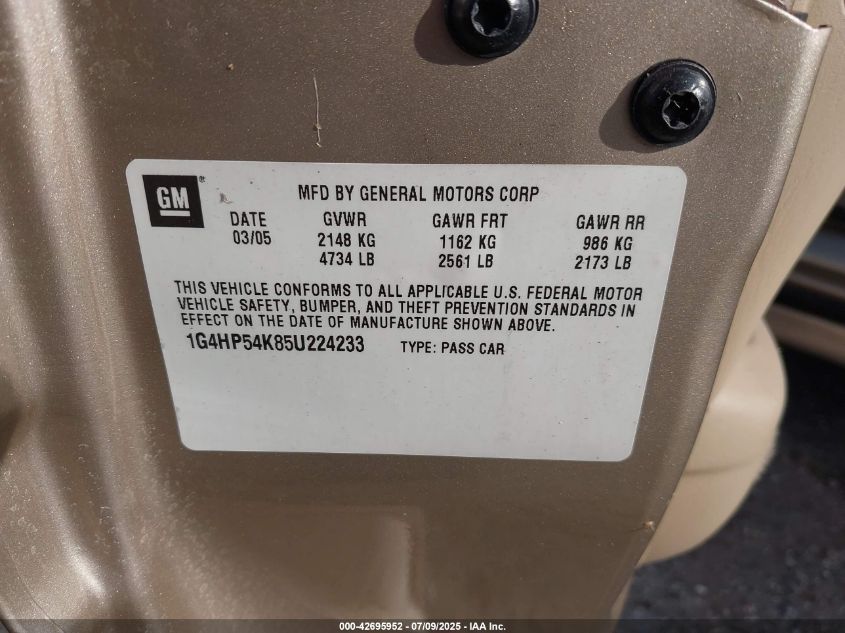 GM®
MFD BY GENERAL MOTORS CORP
DATE GVWR GAWR FRT GAWR RR
03/05 2148 KG 1162 KG 986 KG
4734 LB 2561 LB 2173 LB
THIS VEHICLE CONFORMS TO ALL APPLICABLE U.S. FEDERAL MOTOR
VEHICLE SAFETY, BUMPER, AND THEFT PREVENTION STANDARDS IN
EFFECT ON THE DATE OF MANUFACTURE SHOWN ABOVE.
1G4HP54K85U224233 TYPE: PASS CAR
000-42695952 - 07/09/2025 - IAA Inc.